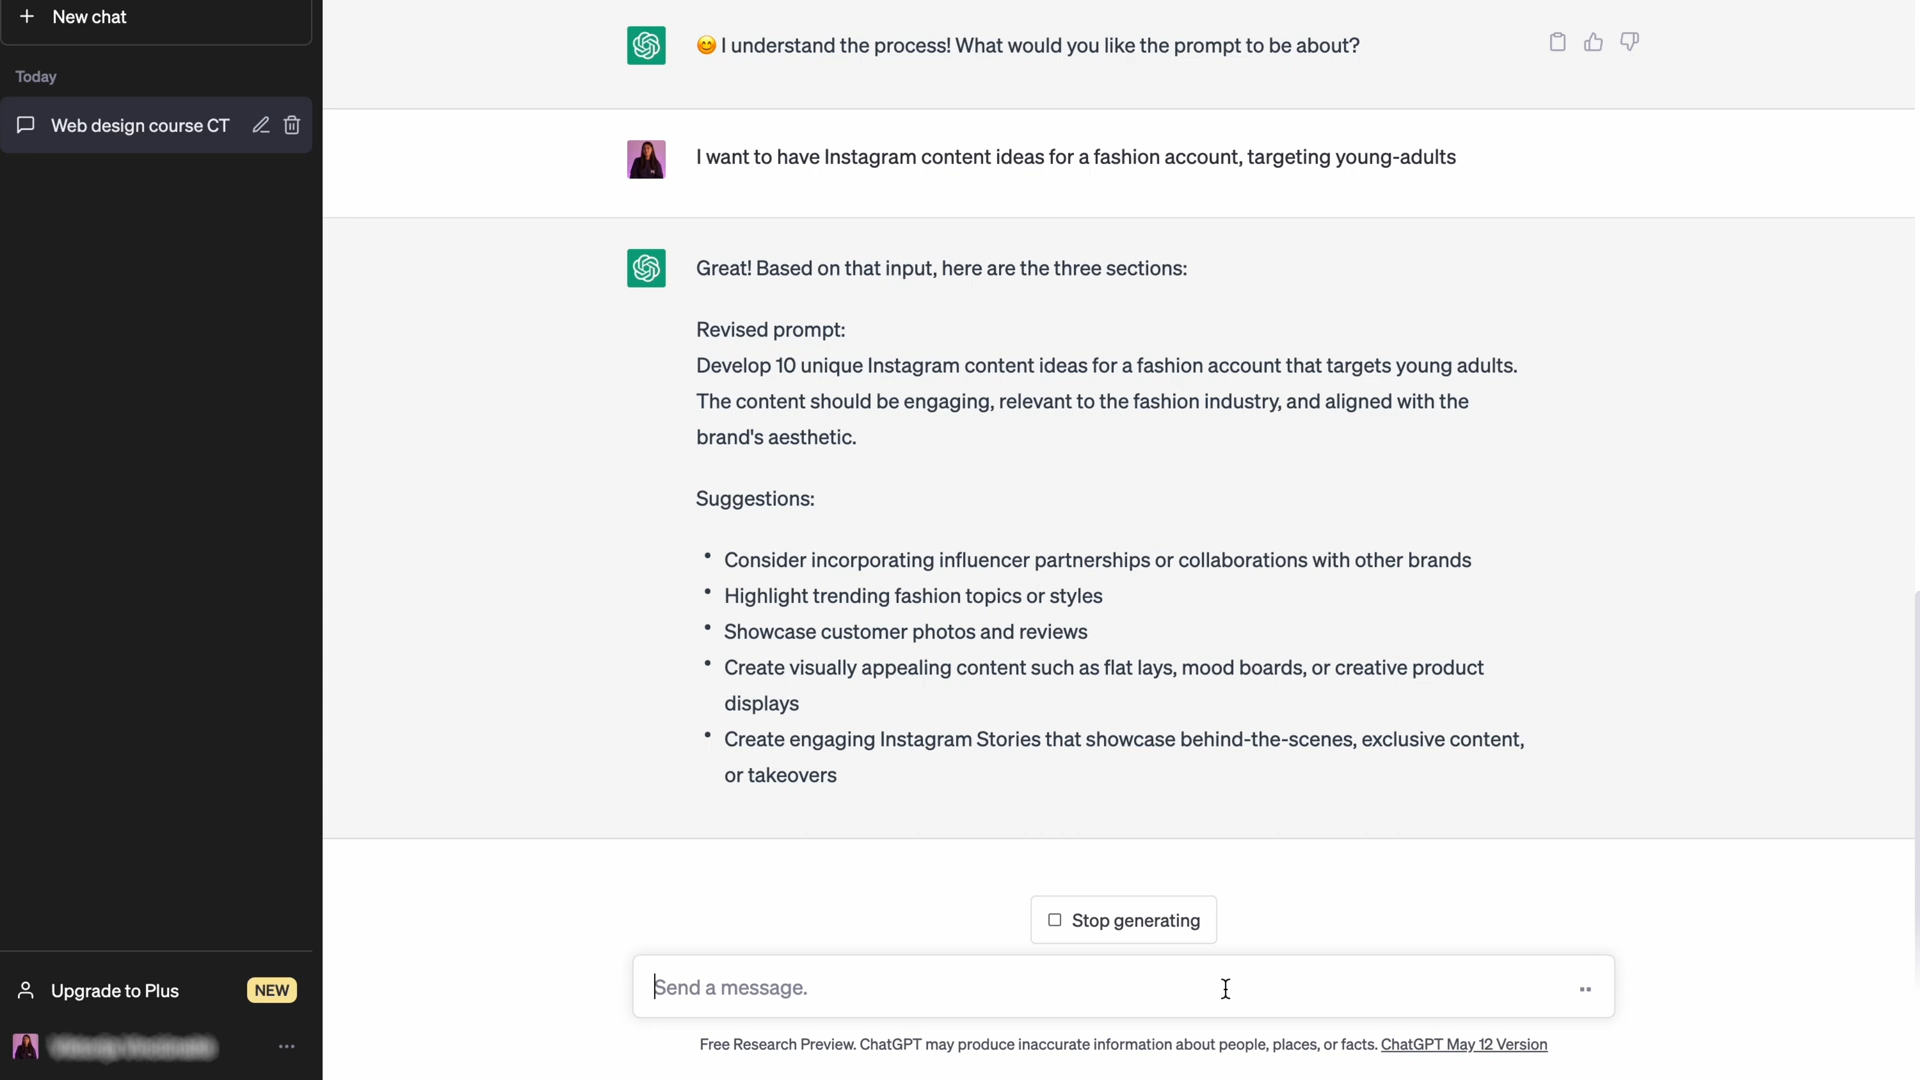 New chat
Today
Web design course CT
Upgrade to Plus NEW
😊 I understand the process! What would you like the prompt to be about?
I want to have Instagram content ideas for a fashion account, targeting young-adults
Great! Based on that input, here are the three sections:
Revised prompt:
Develop 10 unique Instagram content ideas for a fashion account that targets young adults.
The content should be engaging, relevant to the fashion industry, and aligned with the
brand's aesthetic.
Suggestions:
• Consider incorporating influencer partnerships or collaborations with other brands
• Highlight trending fashion topics or styles
• Showcase customer photos and reviews
• Create visually appealing content such as flat lays, mood boards, or creative product
displays
• Create engaging Instagram Stories that showcase behind-the-scenes, exclusive content,
or takeovers
Stop generating
Send a message.
Free Research Preview. ChatGPT may produce inaccurate information about people, places, or facts. ChatGPT May 12 Version